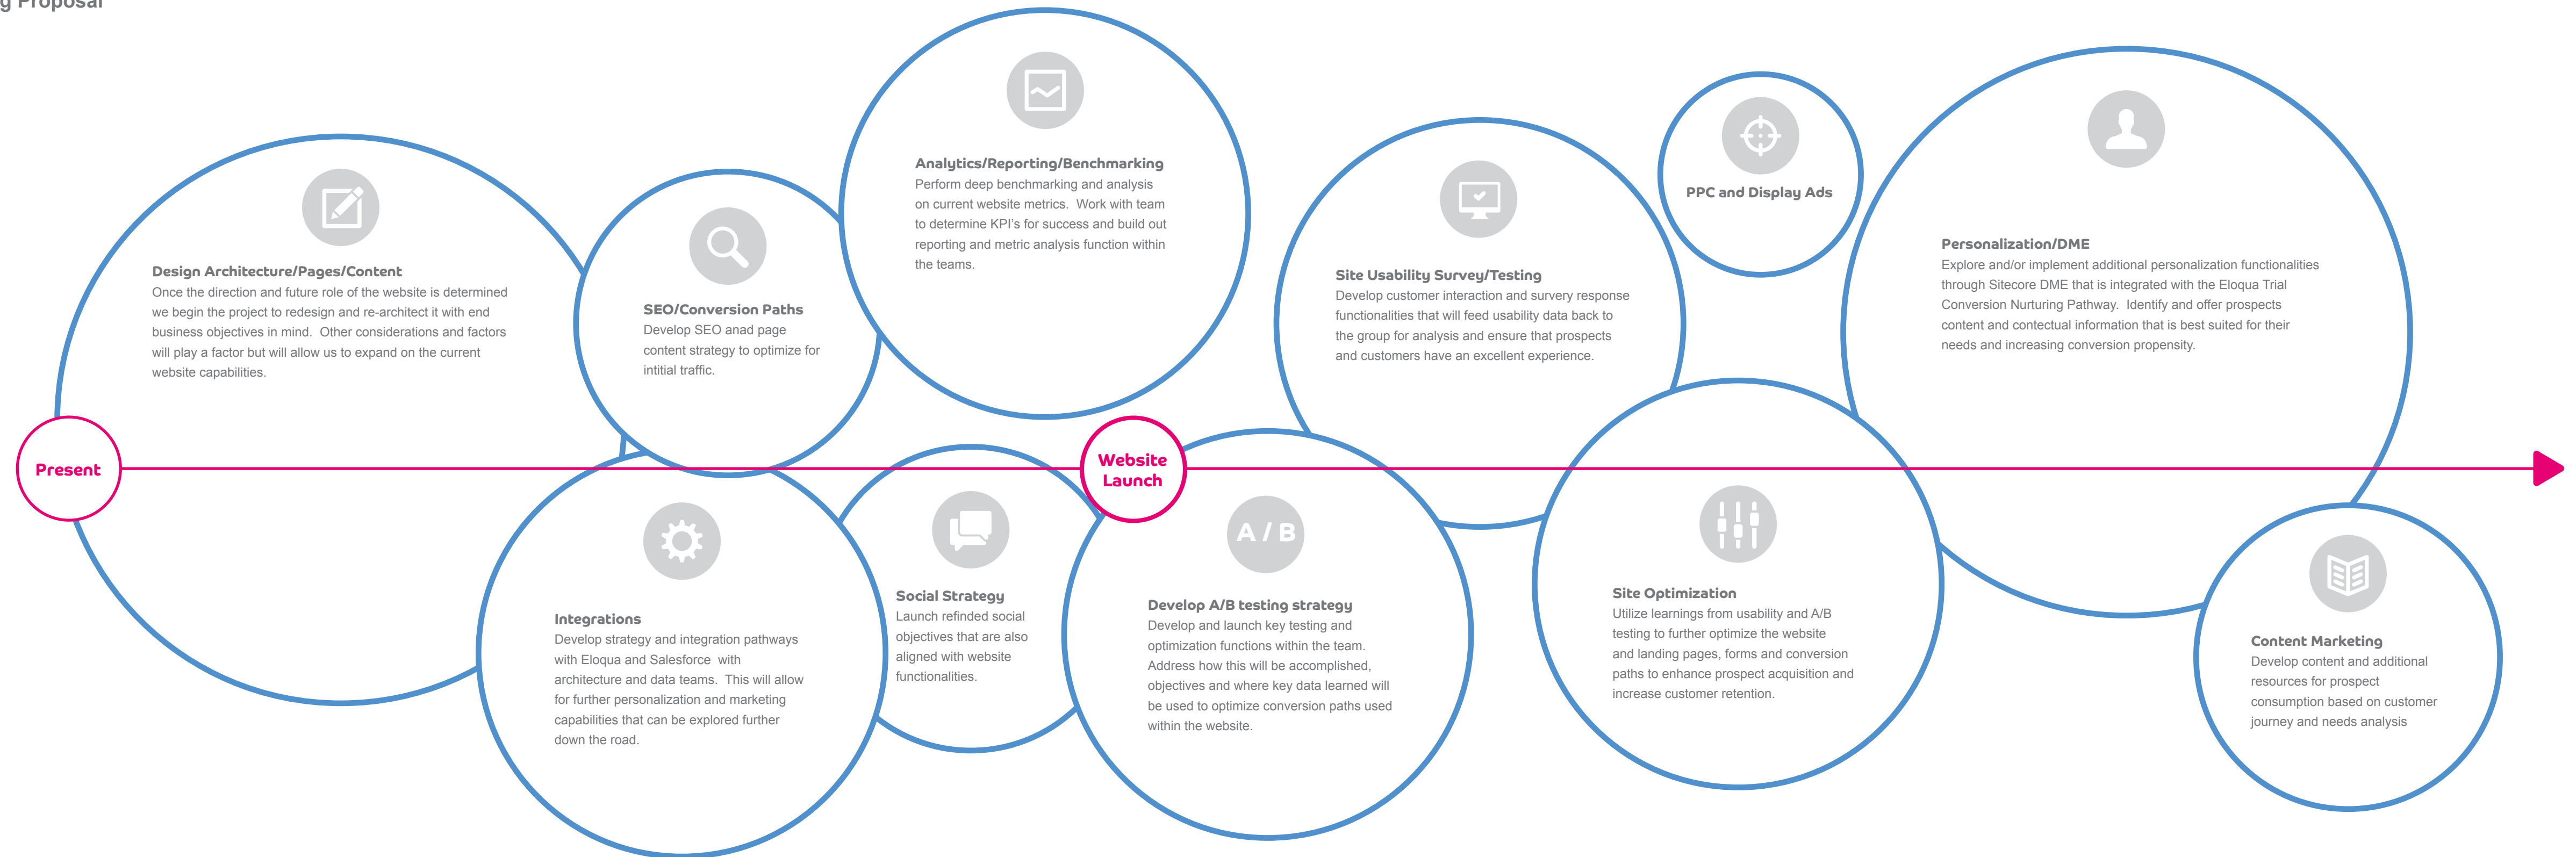 g Proposal
Present
Design Architecture/Pages/Content
Once the direction and future role of the website is determined
we begin the project to redesign and re-architect it with end
business objectives in mind.  Other considerations and factors
will play a factor but will allow us to expand on the current
website capabilities.
SEO/Conversion Paths
Develop SEO anad page
content strategy to optimize for
intitial traffic.
Integrations
Develop strategy and integration pathways
with Eloqua and Salesforce  with
architecture and data teams.  This will allow
for further personalization and marketing
capabilities that can be explored further
down the road.
Analytics/Reporting/Benchmarking
Perform deep benchmarking and analysis
on current website metrics.  Work with team
to determine KPI's for success and build out
reporting and metric analysis function within
the teams.
Social Strategy
Launch refinded social
objectives that are also
aligned with website
functionalities.
Website
Launch
A / B
Develop A/B testing strategy
Develop and launch key testing and
optimization functions within the team.
Address how this will be accomplished,
objectives and where key data learned will
be used to optimize conversion paths used
within the website.
Site Usability Survey/Testing
Develop customer interaction and survery response
functionalities that will feed usability data back to
the group for analysis and ensure that prospects
and customers have an excellent experience.
PPC and Display Ads
Site Optimization
Utilize learnings from usability and A/B
testing to further optimize the website
and landing pages, forms and conversion
paths to enhance prospect acquisition and
increase customer retention.
Personalization/DME
Explore and/or implement additional personalization functionalities
through Sitecore DME that is integrated with the Eloqua Trial
Conversion Nurturing Pathway.  Identify and offer prospects
content and contectual information that is best suited for their
needs and increasing conversion propensity.
Content Marketing
Develop content and additional
resources for prospect
consumption based on customer
journey and needs analysis